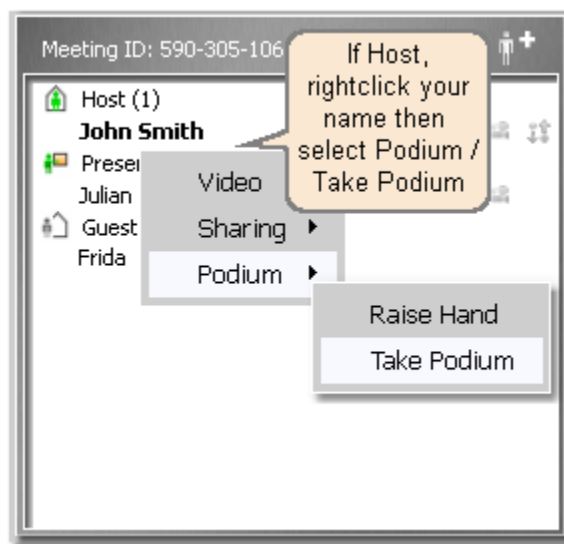 Meeting ID: 590-305-106
If Host,
rightclick your
name then
select Podium /
Take Podium
Host (1)
John Smith
Julian
Guest
Frida
Video
Sharing
Podium
Raise Hand
Take Podium